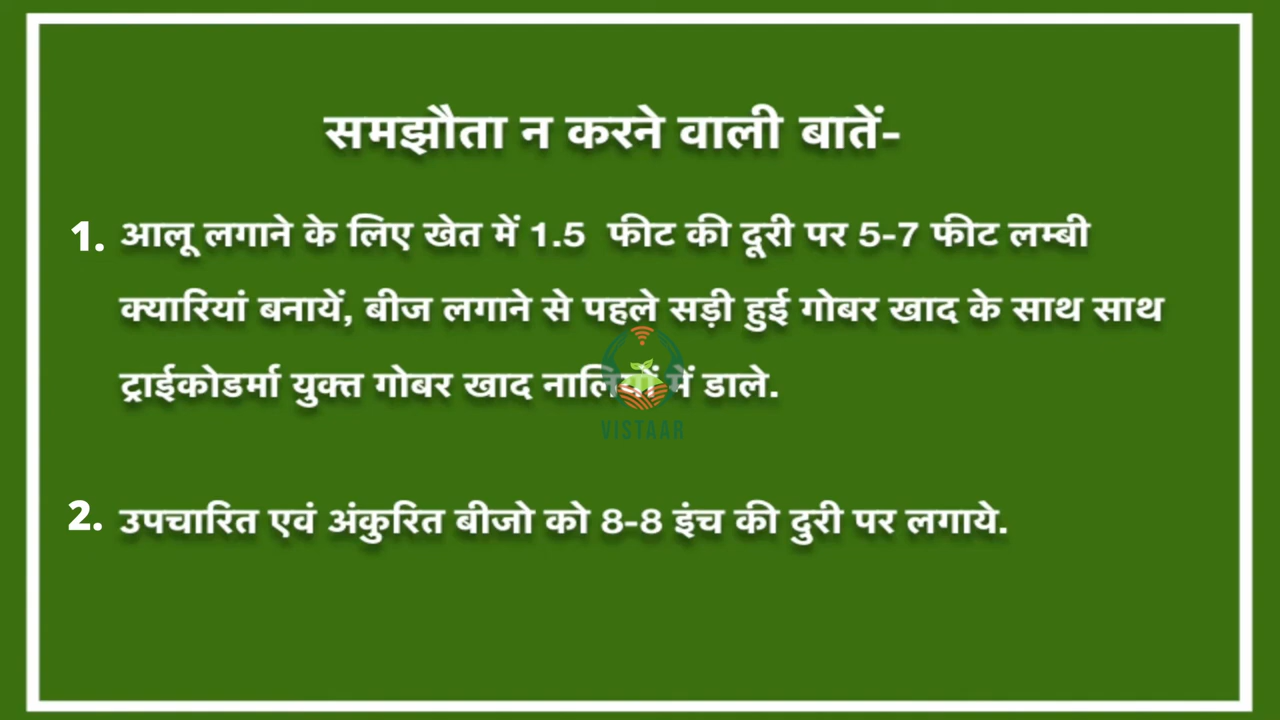 समझौता न करने वाली बातें-
1. आलू लगाने के लिए खेत में 1.5 फीट की दूरी पर 5-7 फीट लम्बी
क्यारियां बनायें, बीज लगाने से पहले सड़ी हुई गोबर खाद के साथ साथ
ट्राईकोडर्मा युक्त गोबर खाद नालियों में डाले.
VISTAAR
2. उपचारित एवं अंकुरित बीजो को 8-8 इंच की दुरी पर लगाये.